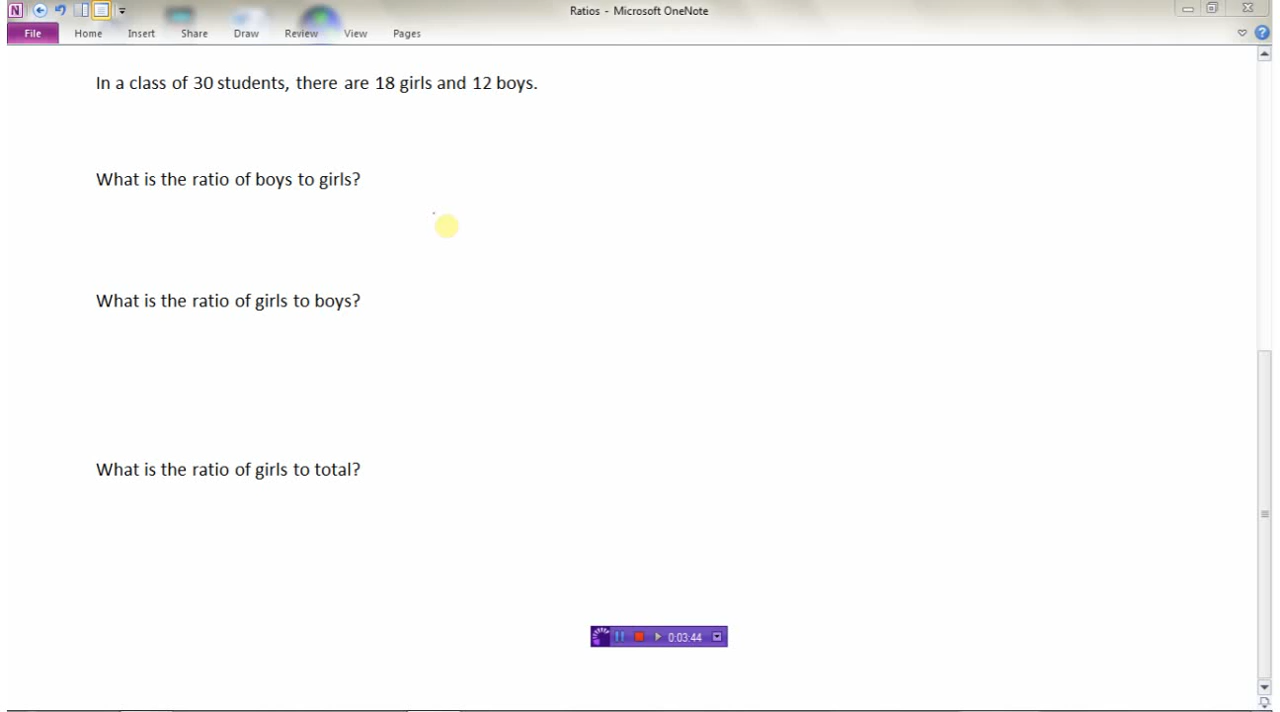 Ratios - Microsoft OneNote
File Home Insert Share Draw Review View Pages
In a class of 30 students, there are 18 girls and 12 boys.
What is the ratio of boys to girls?
What is the ratio of girls to boys?
What is the ratio of girls to total?
0:03:44